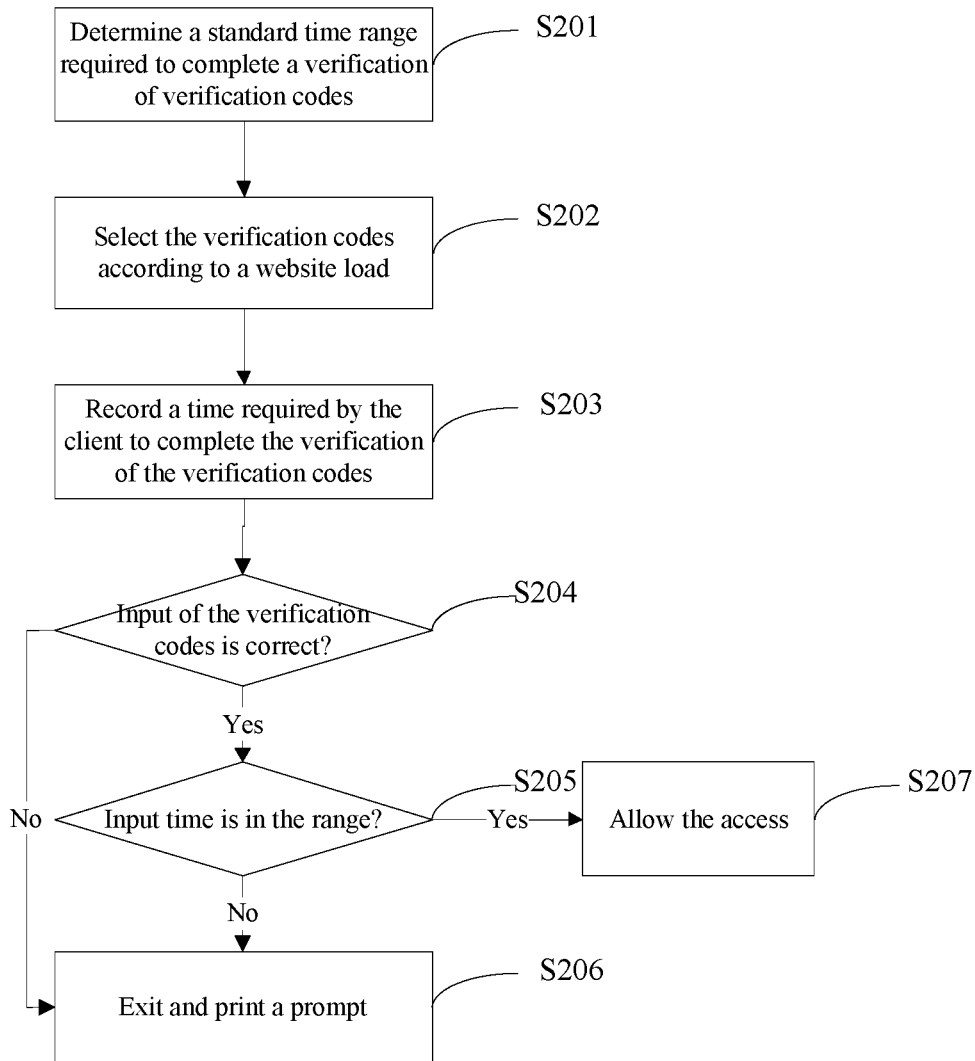 Determine a standard time range
required to complete a verification
of verification codes
S201
Select the verification codes
according to a website load
S202
Record a time required by the
client to complete the verification
of the verification codes
S203
Input of the verification
codes is correct?
S204
Yes
No
Input time is in the range?
S205
Yes
Allow the access
S207
No
Exit and print a prompt
S206